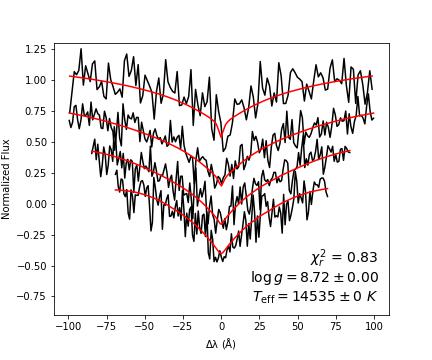 Normalized Flux
1.25
1.00
0.75
0.50
0.25
0.00
−0.25
−0.50
−0.75
χ²ᵣ = 0.83
log g = 8.72 ± 0.00
T_eff = 14535 ± 0 K
−100 −75 −50 −25 0 25 50 75 100
Δλ (Å)